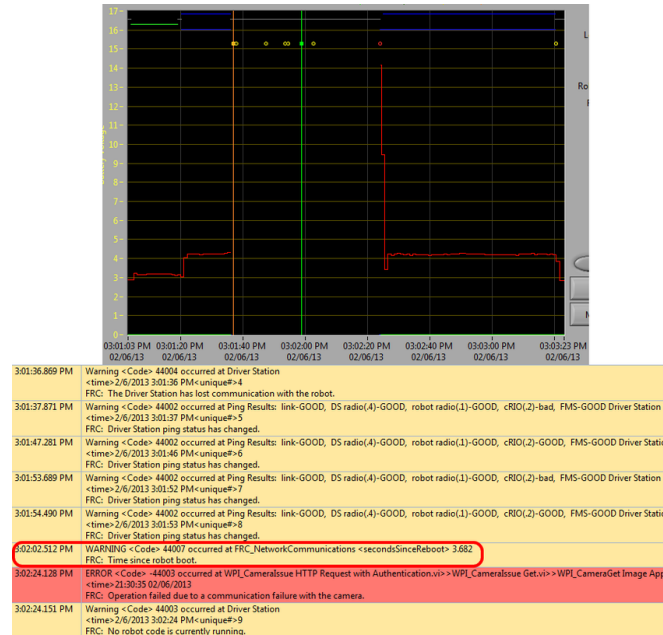 17-
16-
15-
14-
13-
12-
11-
10-
9-
8-
7-
6-
5-
4-
3-
2-
1-
0-
L
Ro
F
M
03:01:03 PM 03:01:20 PM 03:01:40 PM 03:02:00 PM 03:02:20 PM 03:02:40 PM 03:03:00 PM 03:03:23 PM
02/06/13 02/06/13 02/06/13 02/06/13 02/06/13 02/06/13 02/06/13 02/06/13
3:01:36.869 PM Warning <Code> 44004 occurred at Driver Station
<time>2/6/2013 3:01:36 PM<unique#>4
FRC: The Driver Station has lost communication with the robot.
3:01:37.871 PM Warning <Code> 44002 occurred at Ping Results: link-GOOD, DS radio(.4)-GOOD, robot radio(.1)-GOOD, cRIO(.2)-bad, FMS-GOOD Driver Station
<time>2/6/2013 3:01:37 PM<unique#>5
FRC: Driver Station ping status has changed.
3:01:47.281 PM Warning <Code> 44002 occurred at Ping Results: link-GOOD, DS radio(.4)-GOOD, robot radio(.1)-GOOD, cRIO(.2)-GOOD, FMS-GOOD Driver Static
<time>2/6/2013 3:01:46 PM<unique#>6
FRC: Driver Station ping status has changed.
3:01:53.689 PM Warning <Code> 44002 occurred at Ping Results: link-GOOD, DS radio(.4)-GOOD, robot radio(.1)-GOOD, cRIO(.2)-bad, FMS-GOOD Driver Station
<time>2/6/2013 3:01:52 PM<unique#>7
FRC: Driver Station ping status has changed.
3:01:54.490 PM Warning <Code> 44002 occurred at Ping Results: link-GOOD, DS radio(.4)-GOOD, robot radio(.1)-GOOD, cRIO(.2)-GOOD, FMS-GOOD Driver Static
<time>2/6/2013 3:01:53 PM<unique#>8
FRC: Driver Station ping status has changed.
3:02:02.512 PM WARNING <Code> 44007 occurred at FRC_NetworkCommunications <secondsSinceReboot> 3.682
FRC: Time since robot boot.
3:02:24.128 PM ERROR <Code> -44003 occurred at WPI_CameraIssue HTTP Request with Authentication.vi>>WPI_CameraIssue Get.vi>>WPI_CameraGet Image App
<time>21:30:35 02/06/2013
FRC: Operation failed due to a communication failure with the camera.
3:02:24.151 PM Warning <Code> 44003 occurred at Driver Station
<time>2/6/2013 3:02:24 PM<unique#>9
FRC: No robot code is currently running.